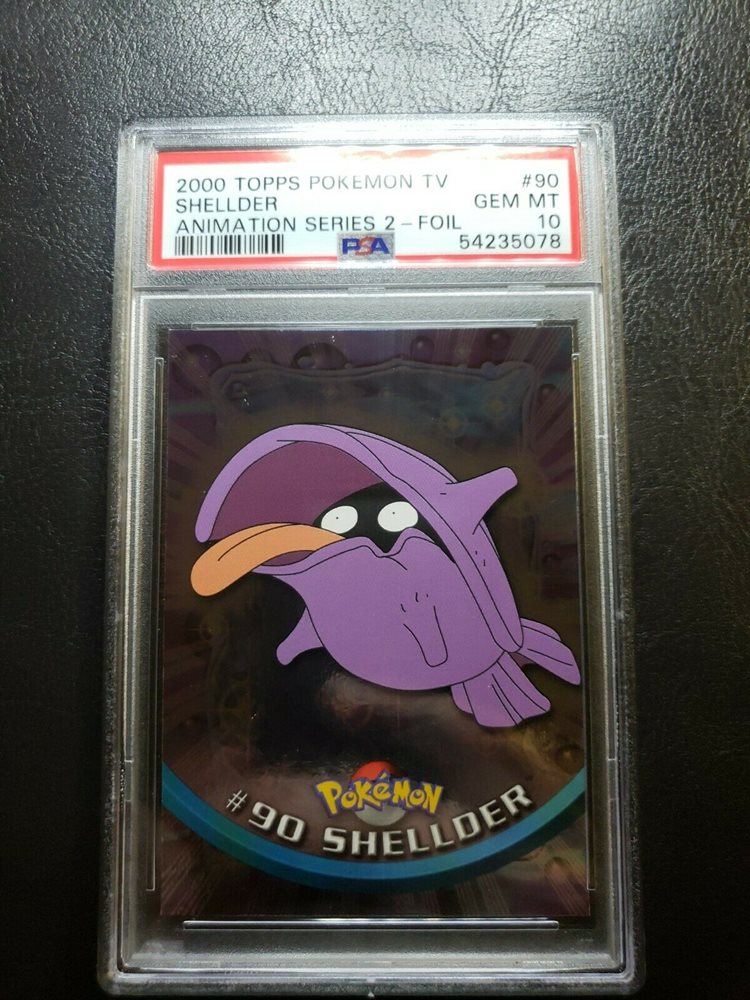 2000 TOPPS POKEMON TV #90
SHELLDER GEM MT
ANIMATION SERIES 2 - FOIL 10
PSA 54235078
POKéMON
#90 SHELLDER